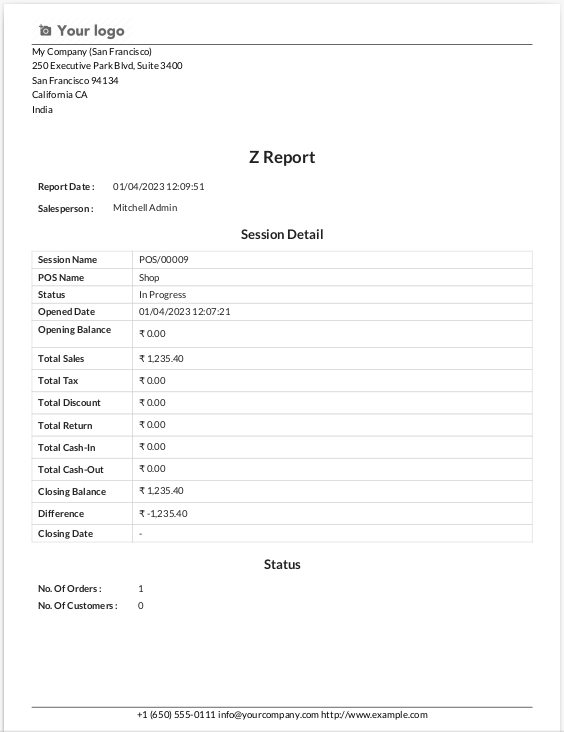 Your logo
My Company (San Francisco)
250 Executive Park Blvd, Suite 3400
San Francisco 94134
California CA
India
Z Report
Report Date : 01/04/2023 12:09:51
Salesperson : Mitchell Admin
Session Detail
Session Name POS/00009
POS Name Shop
Status In Progress
Opened Date 01/04/2023 12:07:21
Opening Balance ₹ 0.00
Total Sales ₹ 1,235.40
Total Tax ₹ 0.00
Total Discount ₹ 0.00
Total Return ₹ 0.00
Total Cash-In ₹ 0.00
Total Cash-Out ₹ 0.00
Closing Balance ₹ 1,235.40
Difference ₹ -1,235.40
Closing Date -
Status
No. Of Orders : 1
No. Of Customers : 0
+1 (650) 555-0111 info@yourcompany.com http://www.example.com